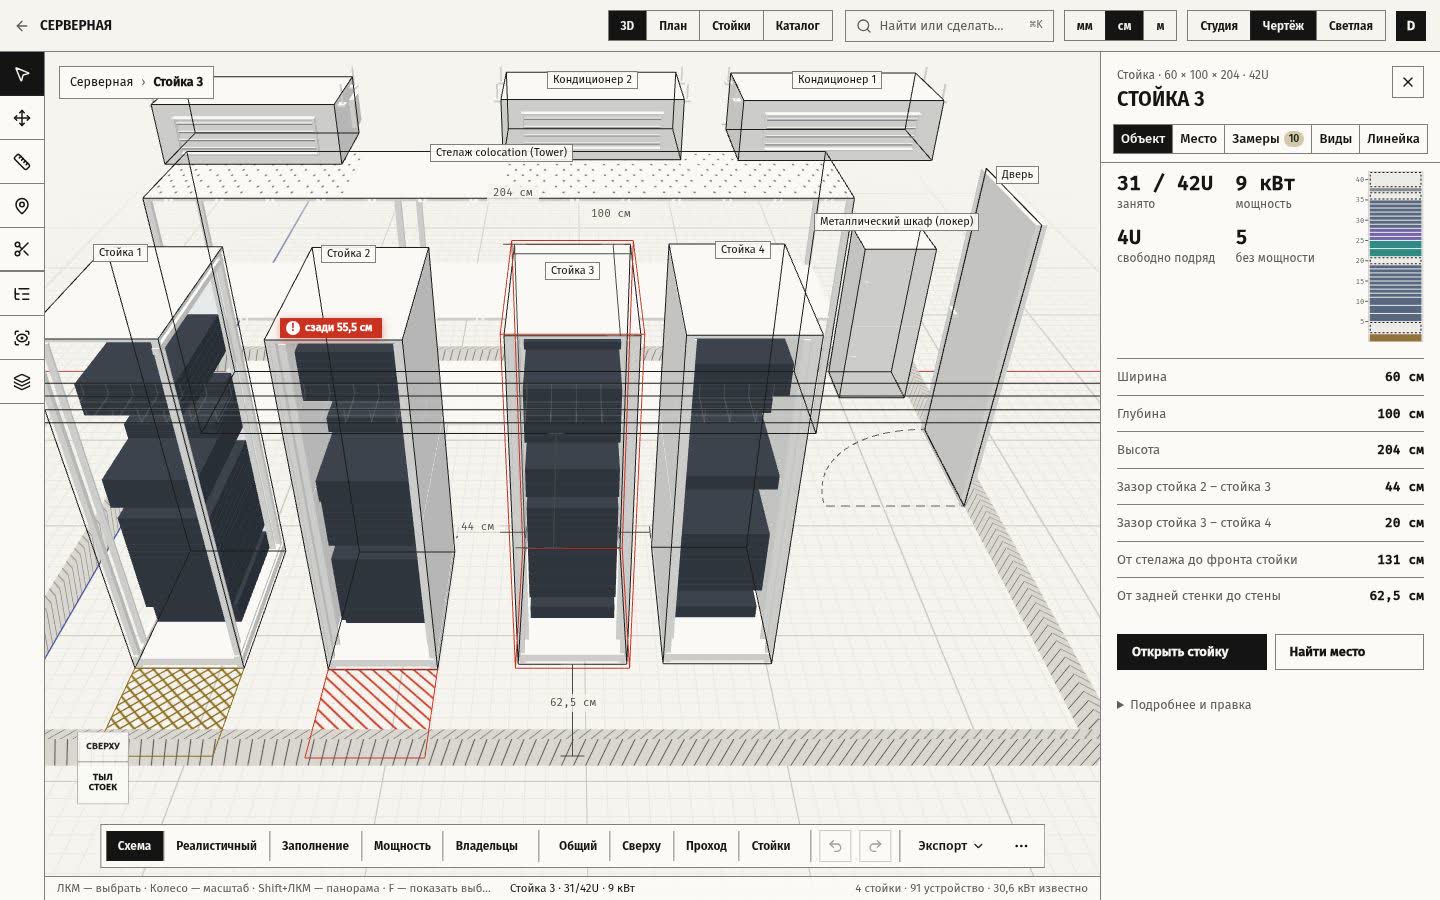 СЕРВЕРНАЯ
3D План Стойки Каталог
Найти или сделать... ⌘K
мм см м
Студия Чертёж Светлая
D
Серверная › Стойка 3
Кондиционер 2
Кондиционер 1
Стелаж colocation (Tower)
Дверь
204 см
100 см
Металлический шкаф (локер)
Стойка 1
Стойка 2
Стойка 3
Стойка 4
! сзади 55,5 см
44 см
62,5 см
СВЕРХУ
ТЫЛ
СТОЕК
Схема Реалистичный Заполнение Мощность Владельцы Общий Сверху Проход Стойки Экспорт ···
ЛКМ — выбрать · Колесо — масштаб · Shift+ЛКМ — панорама · F — показать выб...
Стойка 3 · 31/42U · 9 кВт
4 стойки · 91 устройство · 30,6 кВт известно
Стойка · 60 × 100 × 204 · 42U
СТОЙКА 3
Объект Место Замеры 10 Виды Линейка
31 / 42U
занято
9 кВт
мощность
4U
свободно подряд
5
без мощности
40
35
30
25
20
15
10
5
Ширина 60 см
Глубина 100 см
Высота 204 см
Зазор стойка 2 – стойка 3 44 см
Зазор стойка 3 – стойка 4 20 см
От стелажа до фронта стойки 131 см
От задней стенки до стены 62,5 см
Открыть стойку
Найти место
Подробнее и правка